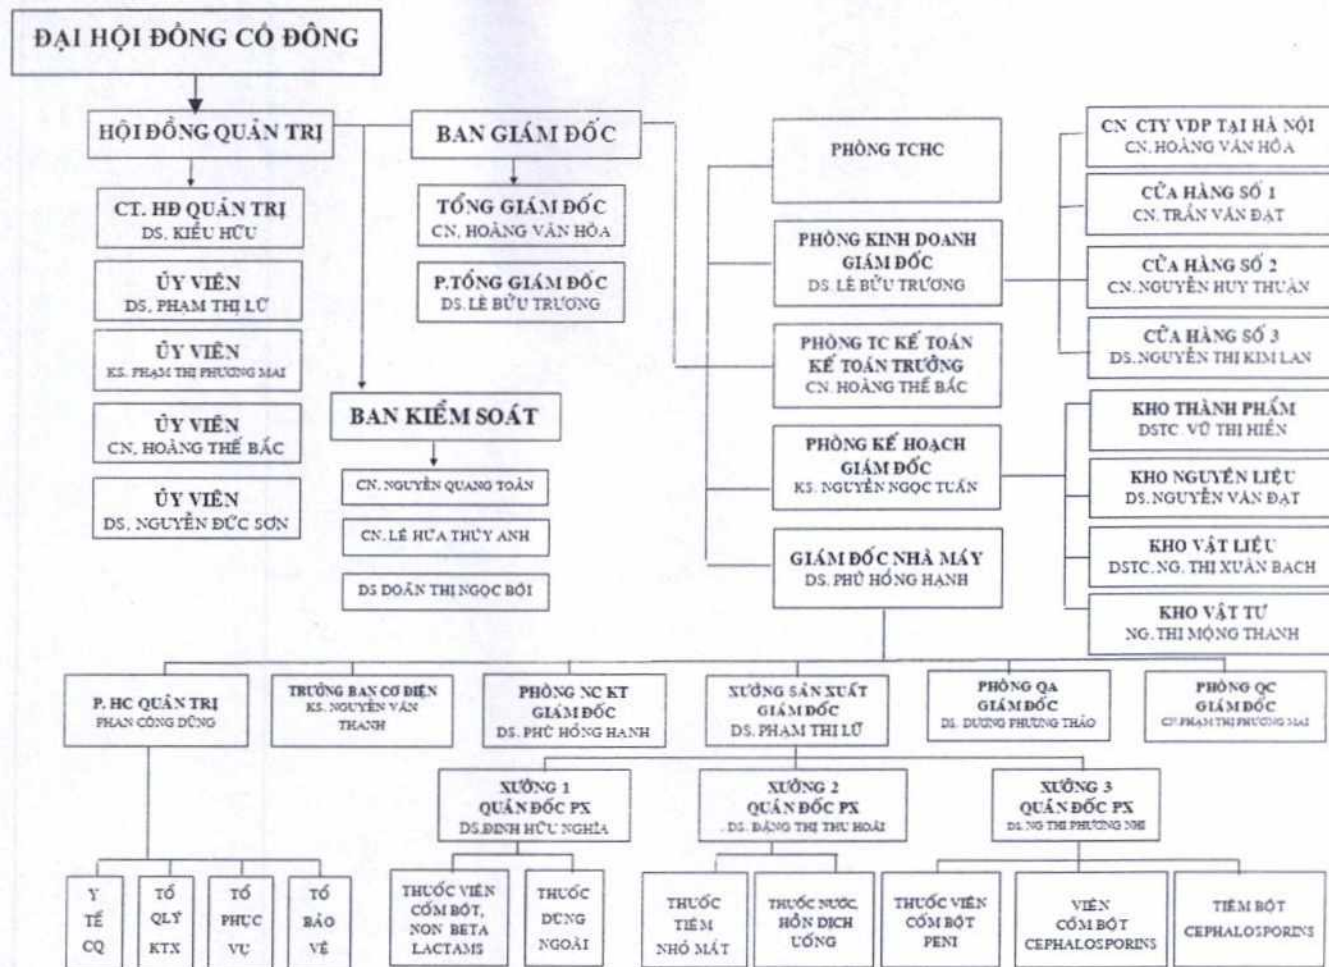 ĐẠI HỘI ĐỒNG CỔ ĐÔNG
HỘI ĐỒNG QUẢN TRỊ
CT. HĐ QUẢN TRỊ
DS. KIỀU HỮU
ỦY VIÊN
DS. PHẠM THỊ LỮ
ỦY VIÊN
KS. PHẠM THỊ PHƯƠNG MAI
ỦY VIÊN
CN. HOÀNG THẾ BẮC
ỦY VIÊN
DS. NGUYỄN ĐỨC SƠN
BAN GIÁM ĐỐC
TỔNG GIÁM ĐỐC
CN. HOÀNG VĂN HÒA
P.TỔNG GIÁM ĐỐC
DS. LÊ BỬU TRƯƠNG
BAN KIỂM SOÁT
CN. NGUYỄN QUANG TOẢN
CN. LÊ HỨA THÙY ANH
DS DOÃN THỊ NGỌC BỘI
PHÒNG TCHC
PHÒNG KINH DOANH
GIÁM ĐỐC
DS. LÊ BỬU TRƯƠNG
PHÒNG TC KẾ TOÁN
KẾ TOÁN TRƯỞNG
CN. HOÀNG THẾ BẮC
PHÒNG KẾ HOẠCH
GIÁM ĐỐC
KS. NGUYỄN NGỌC TUẤN
GIÁM ĐỐC NHÀ MÁY
DS. PHÙ HỒNG HẠNH
CN CTY VDP TẠI HÀ NỘI
CN. HOÀNG VĂN HÒA
CỬA HÀNG SỐ 1
CN. TRẦN VĂN ĐẠT
CỬA HÀNG SỐ 2
CN. NGUYỄN HUY THUẬN
CỬA HÀNG SỐ 3
DS. NGUYỄN THỊ KIM LAN
KHO THÀNH PHẨM
DSTC. VŨ THỊ HIỀN
KHO NGUYÊN LIỆU
DS. NGUYỄN VĂN ĐẠT
KHO VẬT LIỆU
DSTC. NG. THỊ XUÂN BẠCH
KHO VẬT TƯ
NG. THỊ MỘNG THANH
P. HC QUẢN TRỊ
PHAN CÔNG DŨNG
TRƯỞNG BAN CƠ ĐIỆN
KS. NGUYỄN VĂN
THANH
PHÒNG NC KT
GIÁM ĐỐC
DS. PHÙ HỒNG HẠNH
XƯỞNG SẢN XUẤT
GIÁM ĐỐC
DS. PHẠM THỊ LỮ
PHÒNG QA
GIÁM ĐỐC
DS. DƯƠNG PHƯƠNG THẢO
PHÒNG QC
GIÁM ĐỐC
CN. PHẠM THỊ PHƯƠNG MAI
XƯỞNG 1
QUẢN ĐỐC PX
DS. ĐINH HỮU NGHĨA
XƯỞNG 2
QUẢN ĐỐC PX
. DS. ĐẶNG THỊ THU HOÀI
XƯỞNG 3
QUẢN ĐỐC PX
DS. NG THỊ PHƯƠNG NHI
Y
TẾ
CQ
TỔ
QLÝ
KTX
TỔ
PHỤC
VỤ
TỔ
BẢO
VỆ
THUỐC VIÊN
CỐM BỘT,
NON BETA
LACTAMS
THUỐC
DÙNG
NGOÀI
THUỐC
TIÊM
NHỎ MẮT
THUỐC NƯỚC,
HỖN DỊCH
UỐNG
THUỐC VIÊN
CỐM BỘT
PENI
VIÊN
CỐM BỘT
CEPHALOSPORINS
TIÊM BỘT
CEPHALOSPORINS